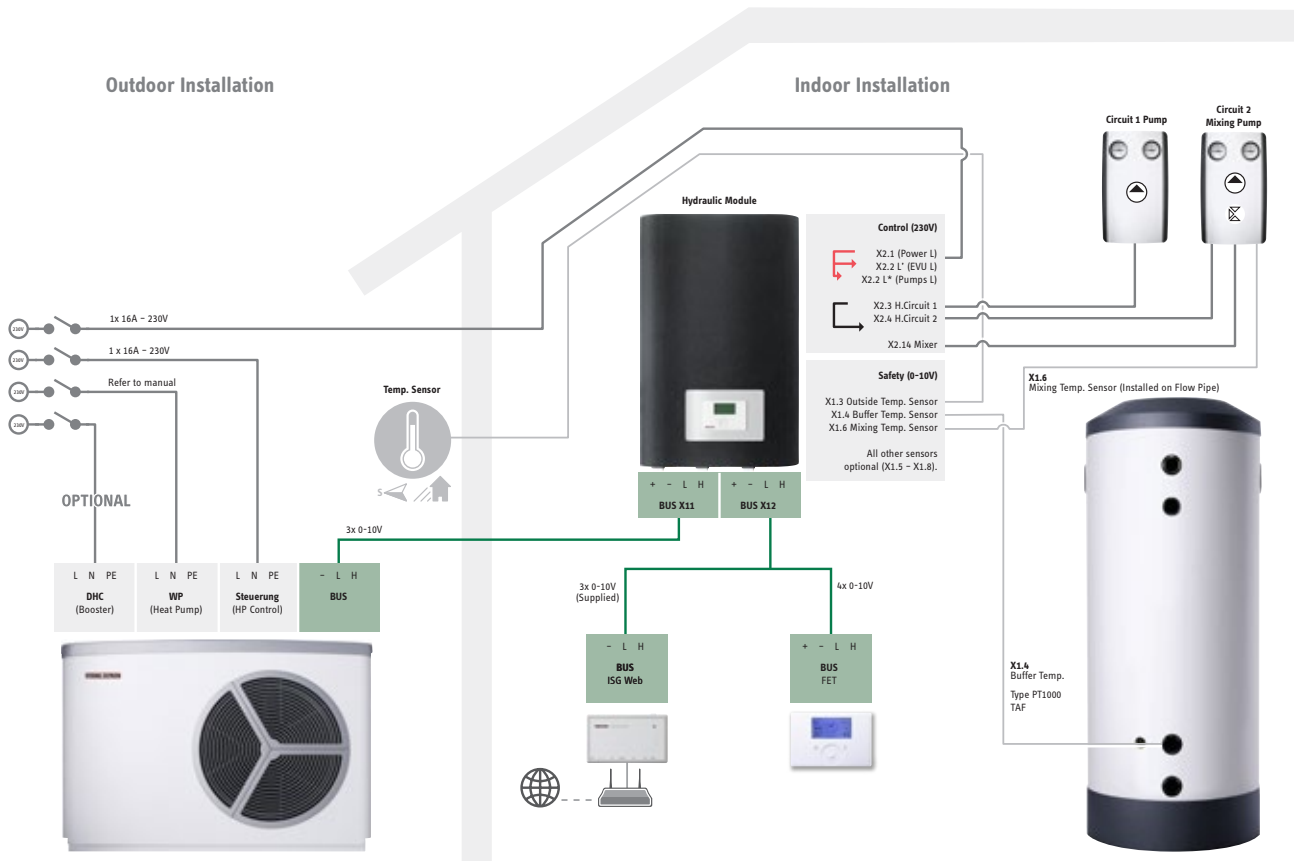 Outdoor Installation
Indoor Installation
Circuit 1 Pump
Circuit 2
Mixing Pump
Hydraulic Module
Control (230V)
X2.1 (Power L)
X2.2 L' (EVU L)
X2.2 L* (Pumps L)
X2.3 H.Circuit 1
X2.4 H.Circuit 2
X2.14 Mixer
Safety (0-10V)
X1.3 Outside Temp. Sensor
X1.4 Buffer Temp. Sensor
X1.6 Mixing Temp. Sensor
All other sensors
optional (X1.5 - X1.8).
X1.6
Mixing Temp. Sensor (Installed on Flow Pipe)
230V
1x 16A - 230V
230V
1 x 16A - 230V
230V
Refer to manual
230V
OPTIONAL
Temp. Sensor
S
+ - L H
BUS X11
+ - L H
BUS X12
3x 0-10V
L N PE
DHC
(Booster)
L N PE
WP
(Heat Pump)
L N PE
Steuerung
(HP Control)
- L H
BUS
3x 0-10V
(Supplied)
4x 0-10V
- L H
BUS
ISG Web
+ - L H
BUS
FET
X1.4
Buffer Temp.
Type PT1000
TAF
STIEBEL ELTRON